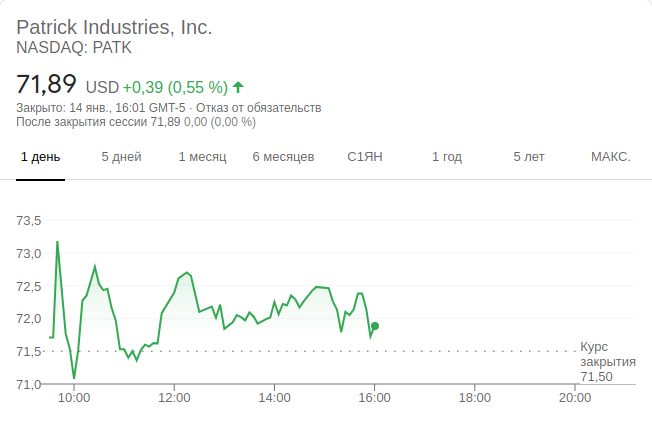 Patrick Industries, Inc.
NASDAQ: PATK
71,89 USD +0,39 (0,55 %)
Закрыто: 14 янв., 16:01 GMT-5 · Отказ от обязательств
После закрытия сессии 71,89 0,00 (0,00 %)
1 день 5 дней 1 месяц 6 месяцев С1ЯН 1 год 5 лет МАКС.
73,5
73,0
72,5
72,0
71,5
71,0
Курс
закрытия
71,50
10:00 12:00 14:00 16:00 18:00 20:00